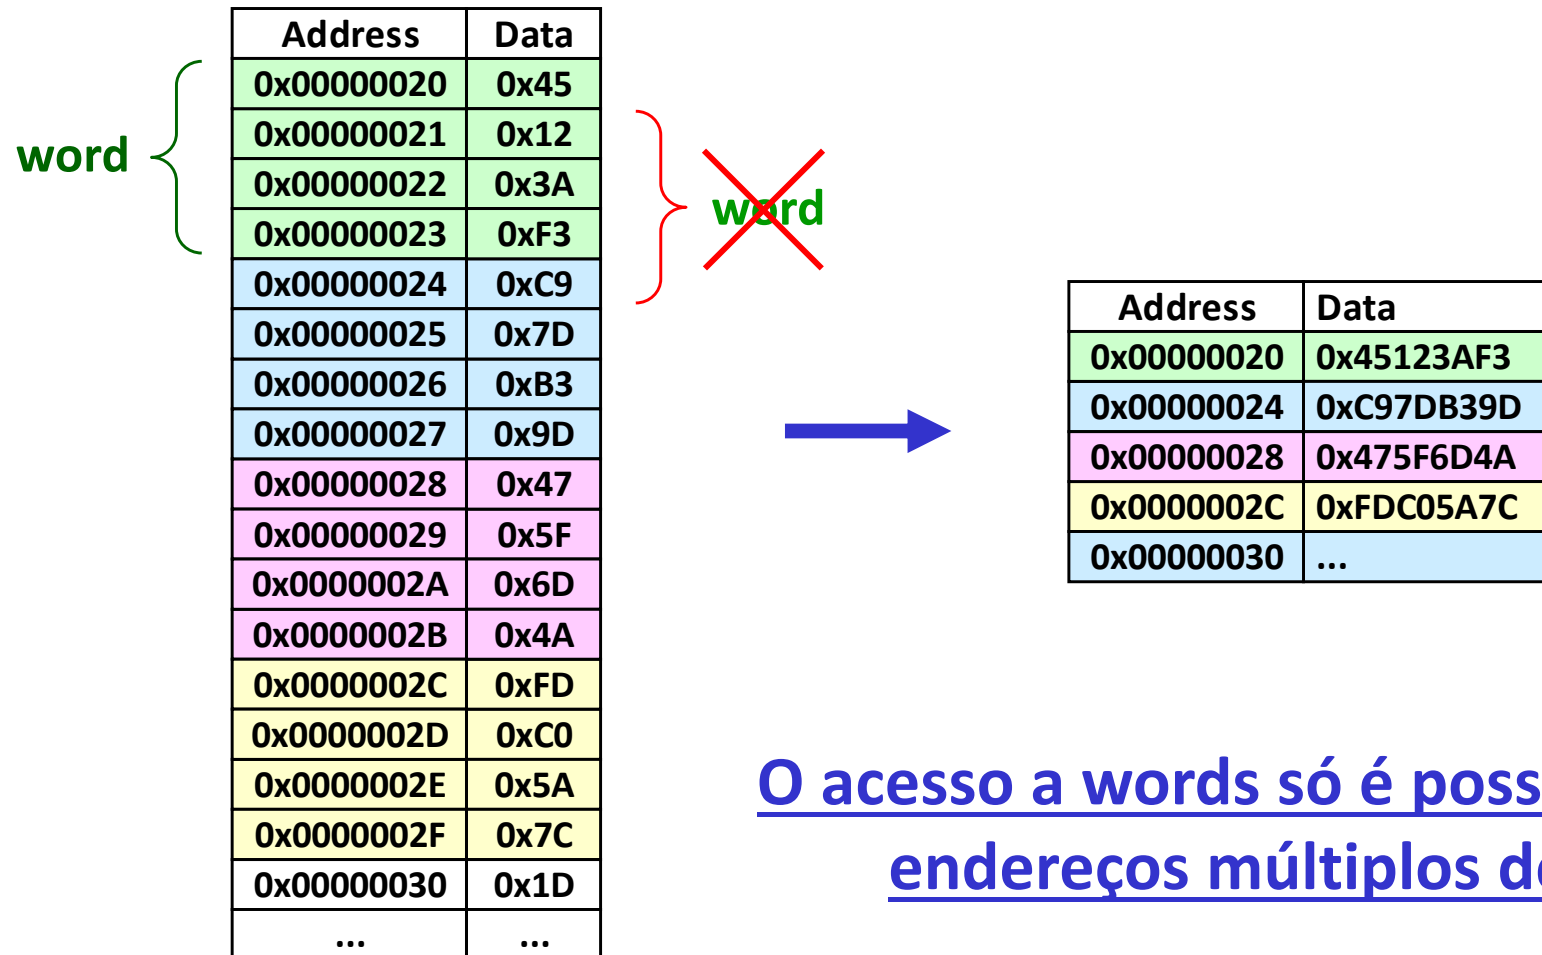 Address Data
0x00000020 0x45
0x00000021 0x12
0x00000022 0x3A
0x00000023 0xF3
0x00000024 0xC9
0x00000025 0x7D
0x00000026 0xB3
0x00000027 0x9D
0x00000028 0x47
0x00000029 0x5F
0x0000002A 0x6D
0x0000002B 0x4A
0x0000002C 0xFD
0x0000002D 0xC0
0x0000002E 0x5A
0x0000002F 0x7C
0x00000030 0x1D
... ...
word
word
Address Data
0x00000020 0x45123AF3
0x00000024 0xC97DB39D
0x00000028 0x475F6D4A
0x0000002C 0xFDC05A7C
0x00000030 ...
O acesso a words só é poss
endereços múltiplos